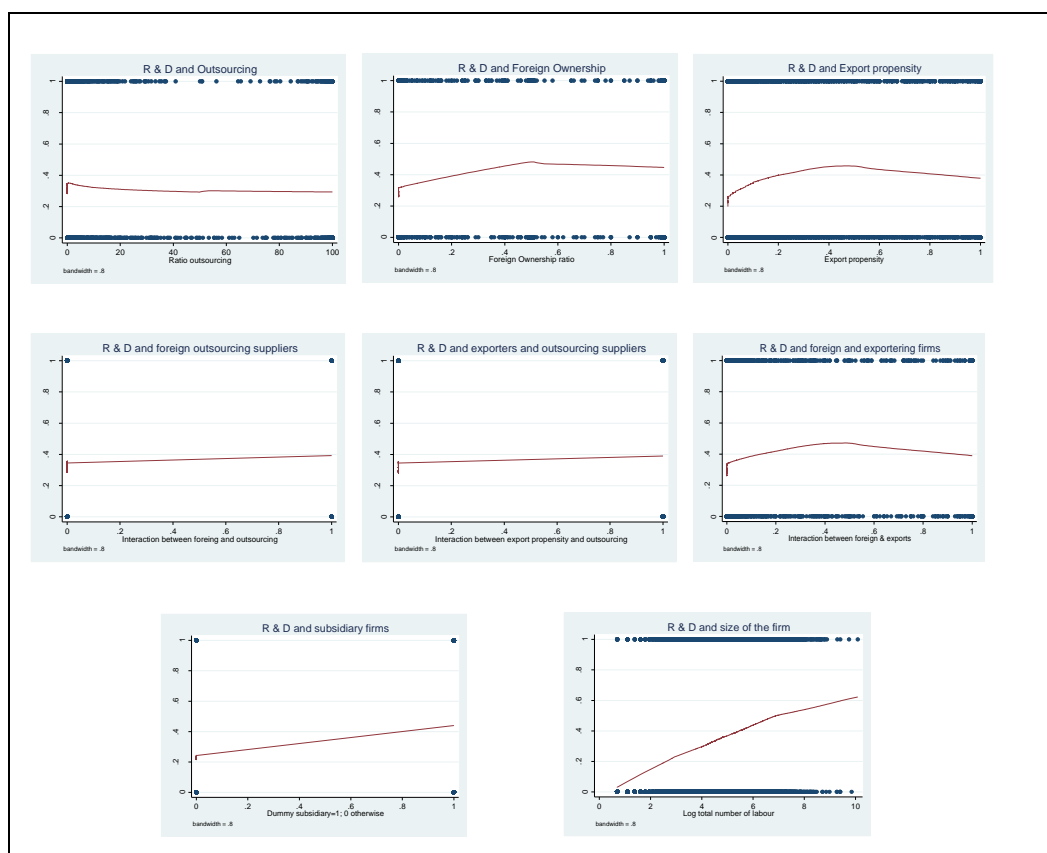 R & D and Outsourcing
0 .2 .4 .6 .8 1
0 20 40 60 80 100
Ratio outsourcing
bandwidth = .8
R & D and Foreign Ownership
0 .2 .4 .6 .8 1
0 .2 .4 .6 .8 1
Foreign Ownership ratio
bandwidth = .8
R & D and Export propensity
0 .2 .4 .6 .8 1
0 .2 .4 .6 .8 1
Export propensity
bandwidth = .8
R & D and foreign outsourcing suppliers
0 .2 .4 .6 .8 1
0 .2 .4 .6 .8 1
Interaction between foreing and outsourcing
bandwidth = .8
R & D and exporters and outsourcing suppliers
0 .2 .4 .6 .8 1
0 .2 .4 .6 .8 1
Interaction between export propensity and outsourcing
bandwidth = .8
R & D and foreign and exportering firms
0 .2 .4 .6 .8 1
0 .2 .4 .6 .8 1
Interaction between foreign & exports
bandwidth = .8
R & D and subsidiary firms
0 .2 .4 .6 .8 1
0 .2 .4 .6 .8 1
Dummy subsidiary=1; 0 otherwise
bandwidth = .8
R & D and size of the firm
0 .2 .4 .6 .8 1
0 2 4 6 8 10
Log total number of labour
bandwidth = .8